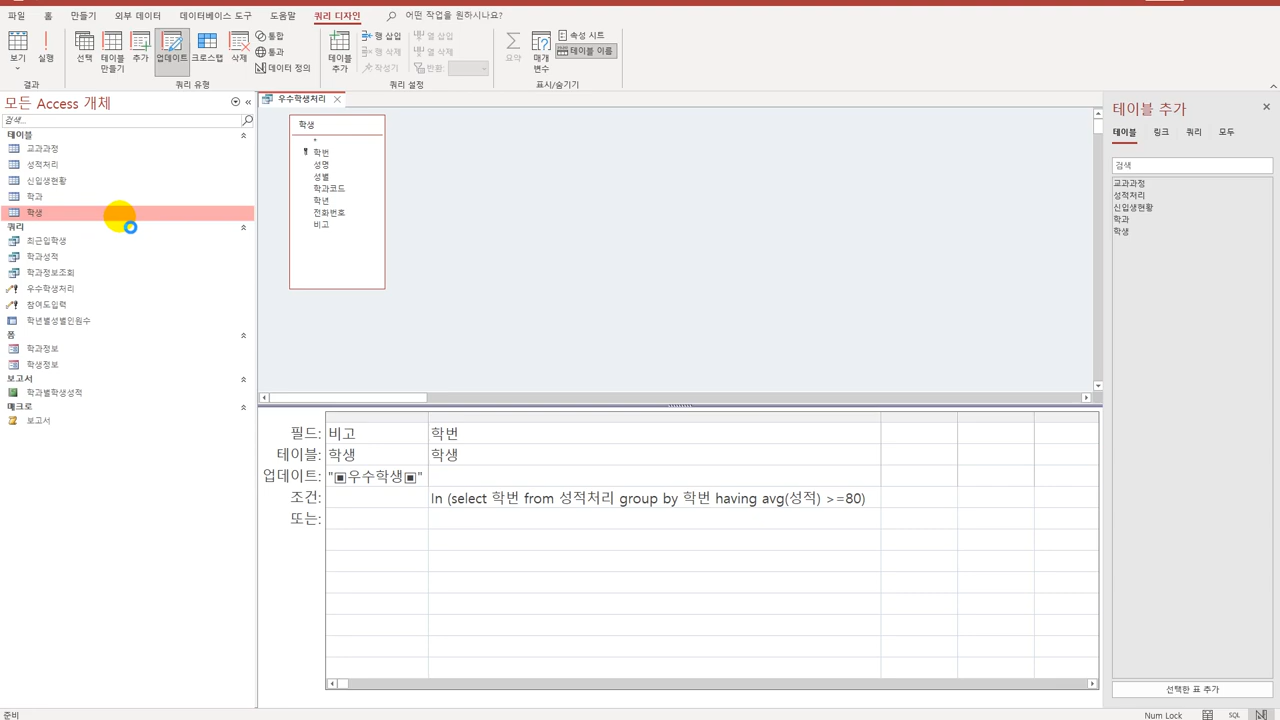 파일 홈 만들기 외부 데이터 데이터베이스 도구 도움말 쿼리 디자인 어떤 작업을 원하시나요?
보기 실행 선택 테이블 만들기 추가 업데이트 크로스탭 삭제 통합 통과 데이터 정의 테이블 추가 행 삽입 행 삭제 작성기 열 삽입 열 삭제 반환: 요약 매개 변수 속성 시트 테이블 이름
결과 쿼리 유형 쿼리 설정 표시/숨기기
모든 Access 개체
검색...
테이블
교과과정
성적처리
신입생현황
학과
학생
쿼리
최근입학생
학과성적
학과정보조회
우수학생처리
참여도입력
학년별성별인원수
폼
학과정보
학생정보
보고서
학과별학생성적
매크로
보고서
우수학생처리
학생
*
학번
성명
성별
학과코드
학년
전화번호
비고
필드: 비고 학번
테이블: 학생 학생
업데이트: "▣우수학생▣"
조건: In (select 학번 from 성적처리 group by 학번 having avg(성적) >=80)
또는:
테이블 추가
테이블 링크 쿼리 모두
검색
교과과정
성적처리
신입생현황
학과
학생
선택한 표 추가
준비 Num Lock SQL